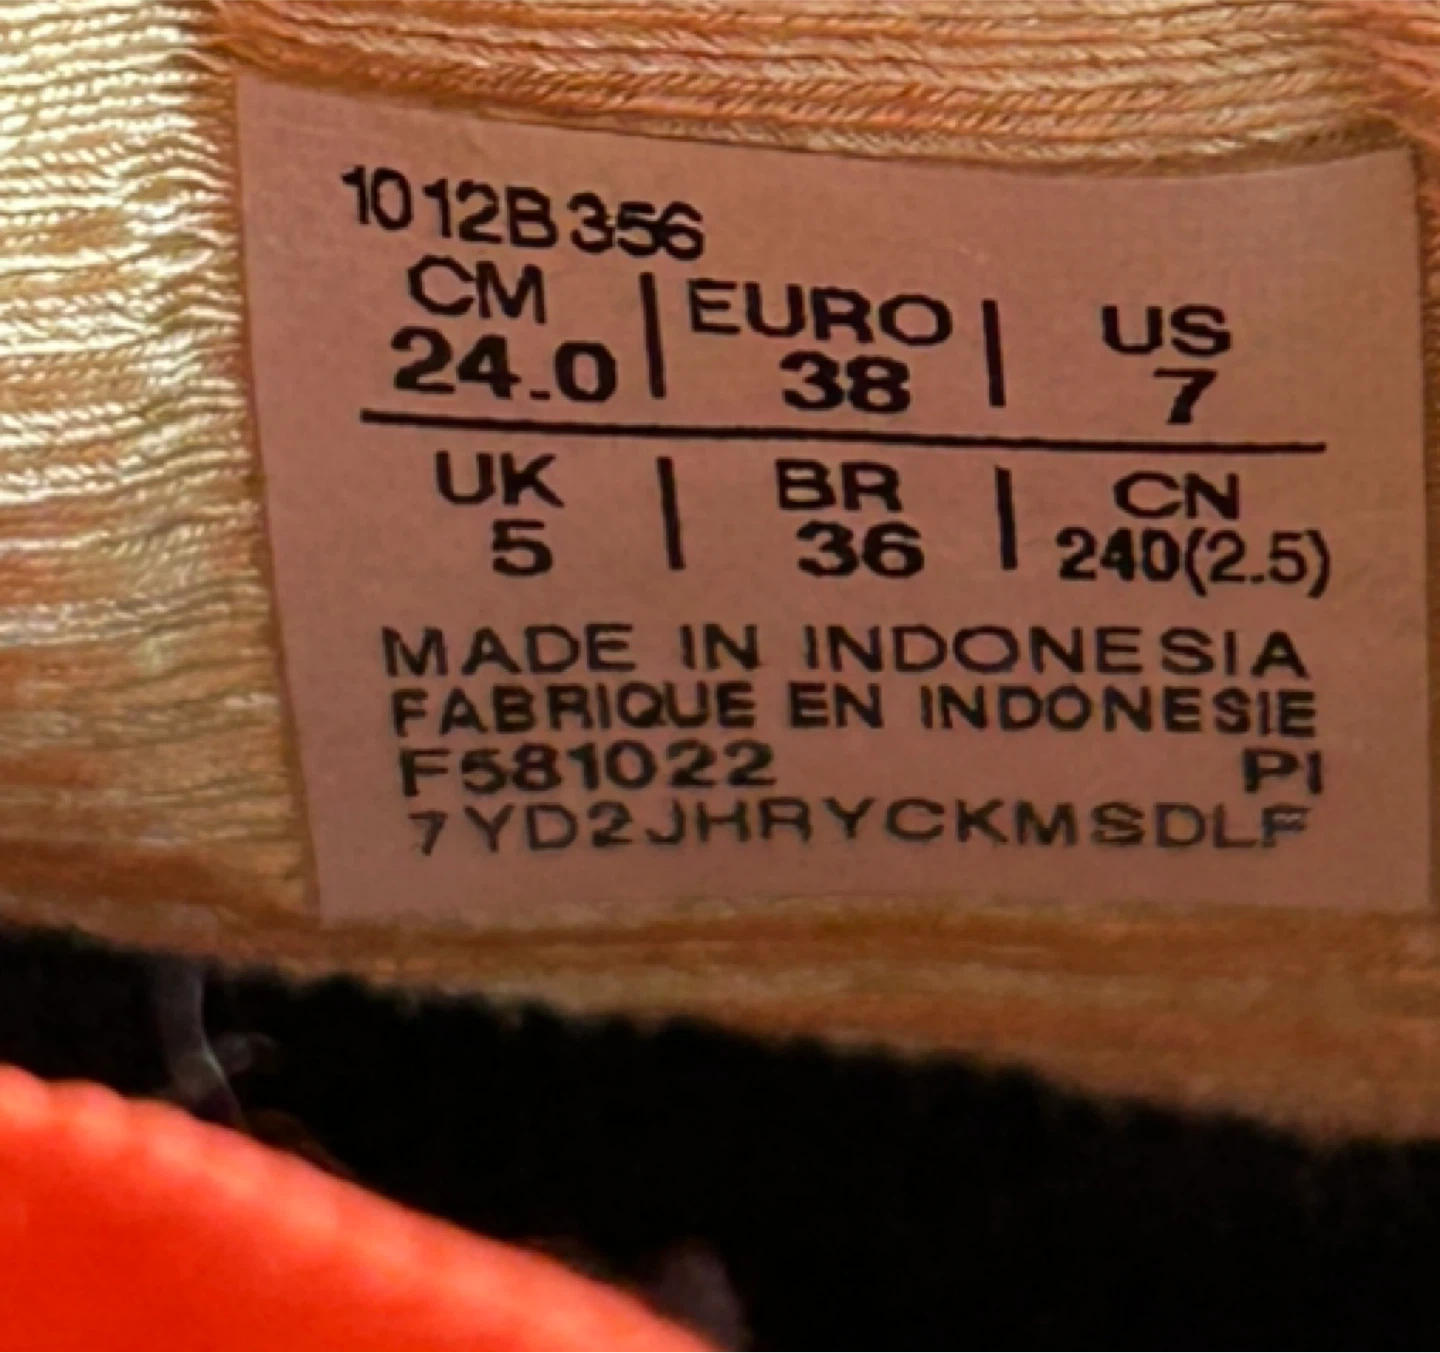 1012B356
CM | EURO | US
24.0 | 38 | 7
UK | BR | CN
5 | 36 | 240(2.5)
MADE IN INDONESIA
FABRIQUE EN INDONESIE
F581022 PI
7YD2JHRYCKMSDLF